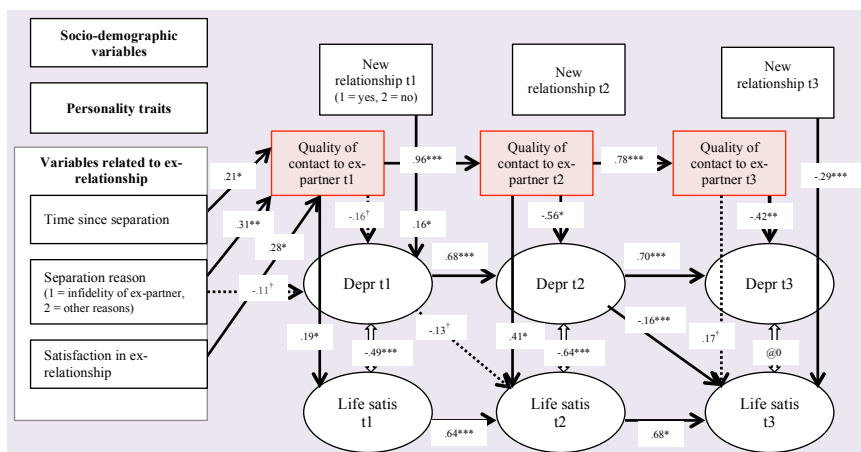 Socio-demographic
variables
Personality traits
Variables related to ex-
relationship
Time since separation
Separation reason
(1 = infidelity of ex-partner,
2 = other reasons)
Satisfaction in ex-
relationship
New
relationship t1
(1 = yes, 2 = no)
New
relationship t2
New
relationship t3
Quality of
contact to ex-
partner t1
.96***
Quality of
contact to ex-
partner t2
.78***
Quality of
contact to ex-
partner t3
-.29***
.21*
.31**
.28*
-.11†
-.16†
.16*
-.56*
-.42**
Depr t1
.68***
Depr t2
.70***
Depr t3
.19*
-.49***
-.13†
.41*
-.64***
-.16***
.17†
@0
Life satis
t1
.64***
Life satis
t2
.68*
Life satis
t3